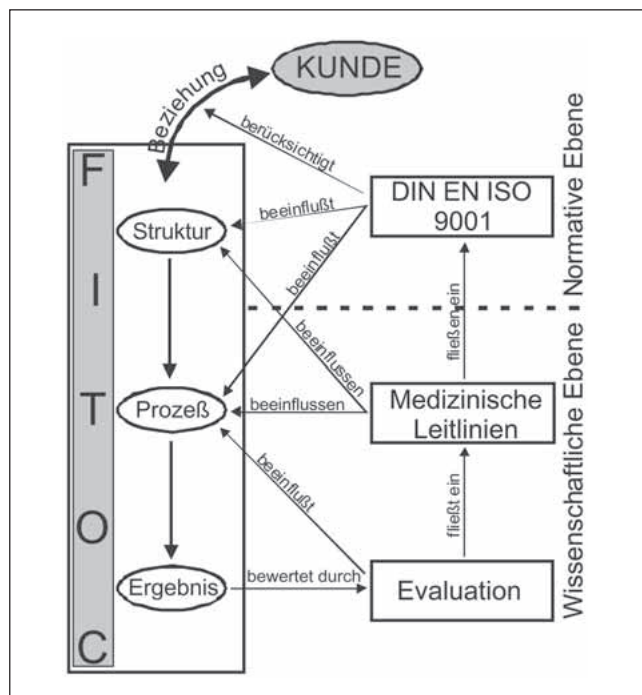 KUNDE
Beziehung
berücksichtigt
F
I
T
O
C
Struktur
beeinflußt
DIN EN ISO
9001
Normative Ebene
beeinflußt
fließen ein
beeinflussen
Prozeß
beeinflussen
Medizinische
Leitlinien
Wissenschaftliche Ebene
beeinflußt
fließt ein
Ergebnis
bewertet durch
Evaluation